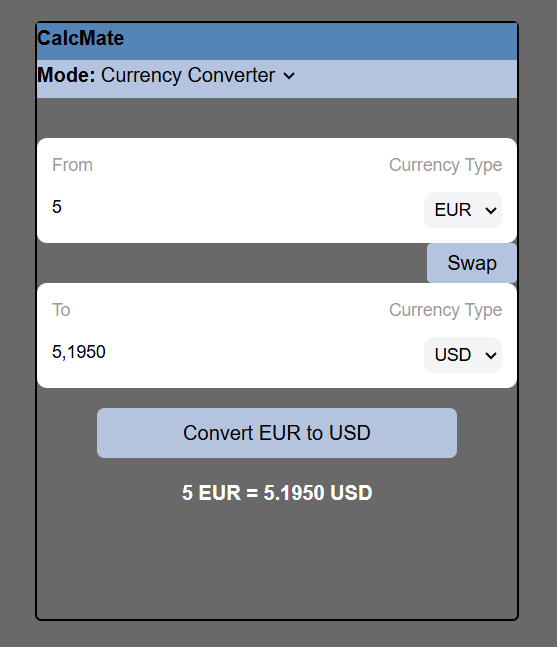 CalcMate
Mode: Currency Converter
From Currency Type
5 EUR
Swap
To Currency Type
5,1950 USD
Convert EUR to USD
5 EUR = 5.1950 USD